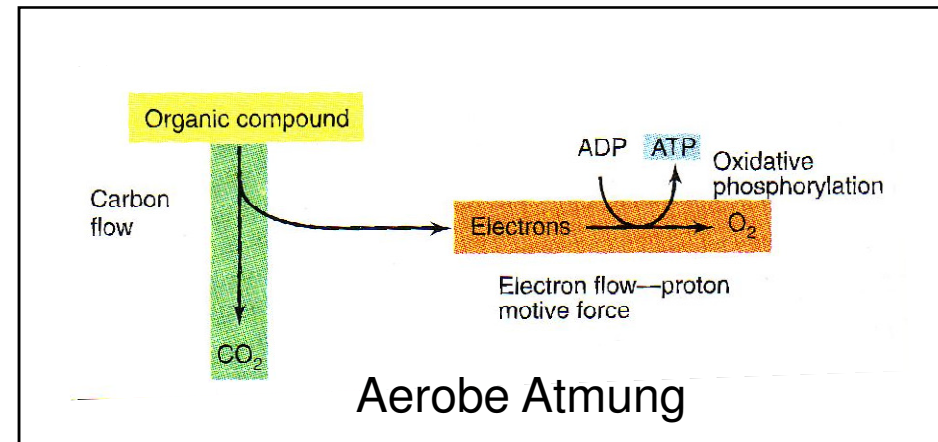 Organic compound
Carbon
flow
CO₂
ADP ATP
Oxidative
phosphorylation
Electrons O₂
Electron flow—proton
motive force
Aerobe Atmung